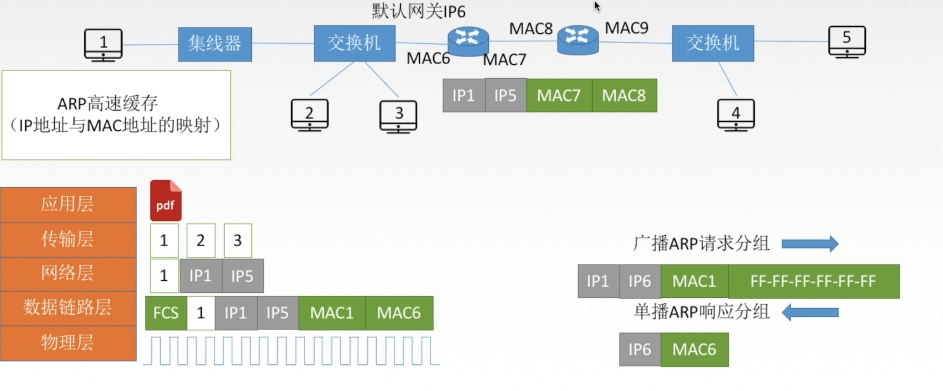 默认网关IP6
1
集线器
交换机
MAC6
MAC7
MAC8
MAC9
交换机
5
2
3
4
IP1 IP5 MAC7 MAC8
ARP高速缓存
（IP地址与MAC地址的映射）
应用层
pdf
传输层
1 2 3
网络层
1 IP1 IP5
数据链路层
FCS 1 IP1 IP5 MAC1 MAC6
物理层
广播ARP请求分组
IP1 IP6 MAC1 FF-FF-FF-FF-FF-FF
单播ARP响应分组
IP6 MAC6